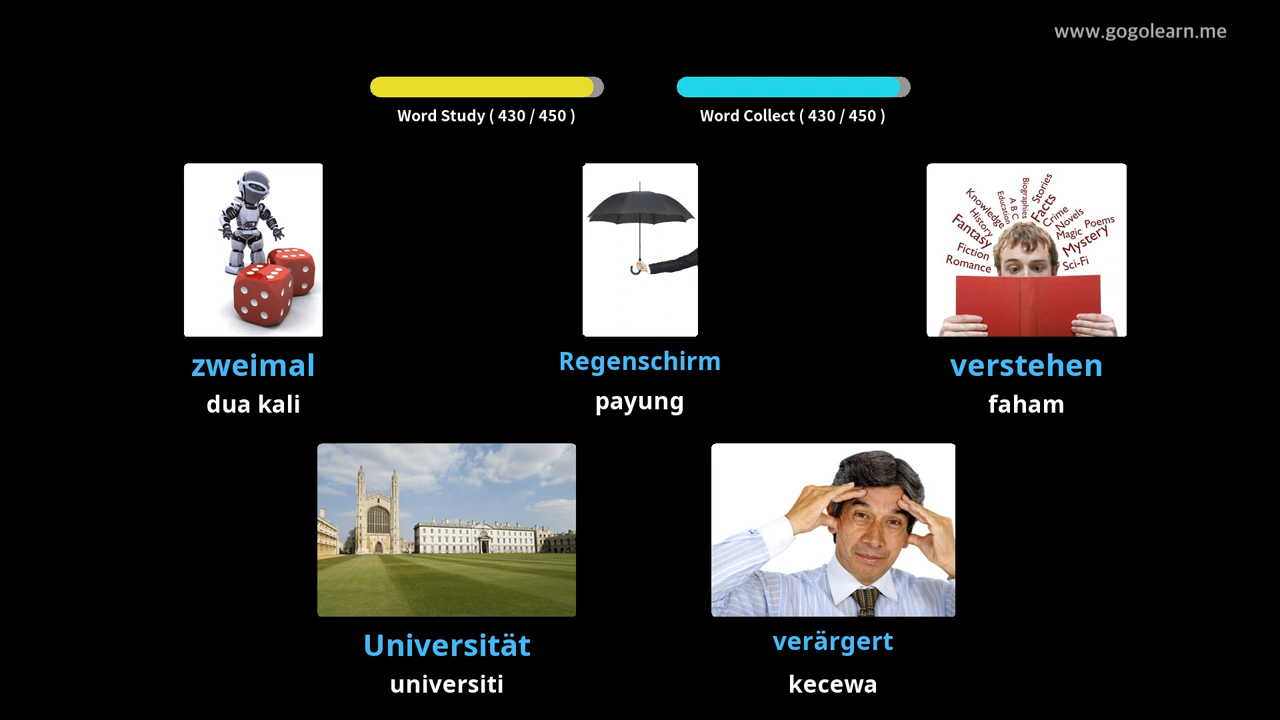 www.gogolearn.me
Word Study ( 430 / 450 )
Word Collect ( 430 / 450 )
Knowledge
History
Fantasy
Fiction
Romance
Education
A B C
Biographies
Stories
Facts
Crime
Novels
Magic
Poems
Mystery
Sci-Fi
zweimal
dua kali
Regenschirm
payung
verstehen
faham
Universität
universiti
verärgert
kecewa